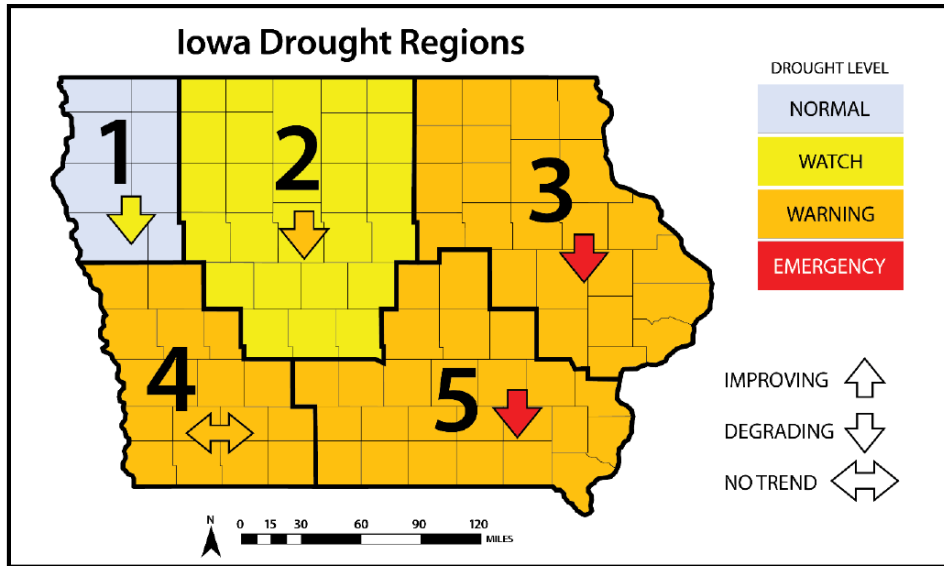 Iowa Drought Regions
DROUGHT LEVEL
NORMAL
WATCH
WARNING
EMERGENCY
1
2
3
4
5
IMPROVING
DEGRADING
NO TREND
N
0 15 30 60 90 120
MILES